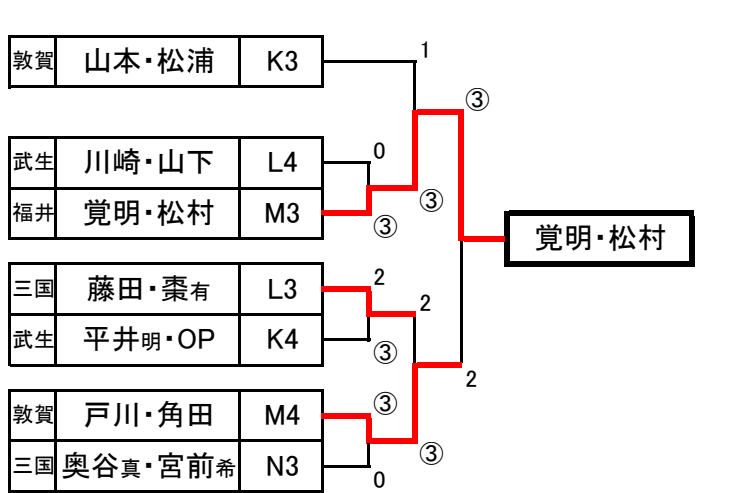 敦賀 山本・松浦 K3
1
③
武生 川崎・山下 L4
0
福井 覚明・松村 M3
③
③
覚明・松村
三国 藤田・棗有 L3
2
2
武生 平井明・OP K4
③
2
敦賀 戸川・角田 M4
③
③
三国 奥谷真・宮前希 N3
0